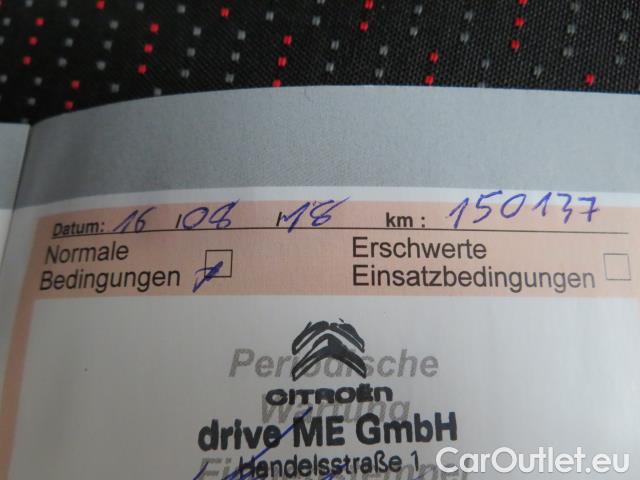 Datum: 16 / 08 / 18 km : 150137
Normale Bedingungen
Erschwerte Einsatzbedingungen
Periodische
CITROËN
Wartung
drive ME GmbH
Handelsstraße 1
CarOutlet.eu